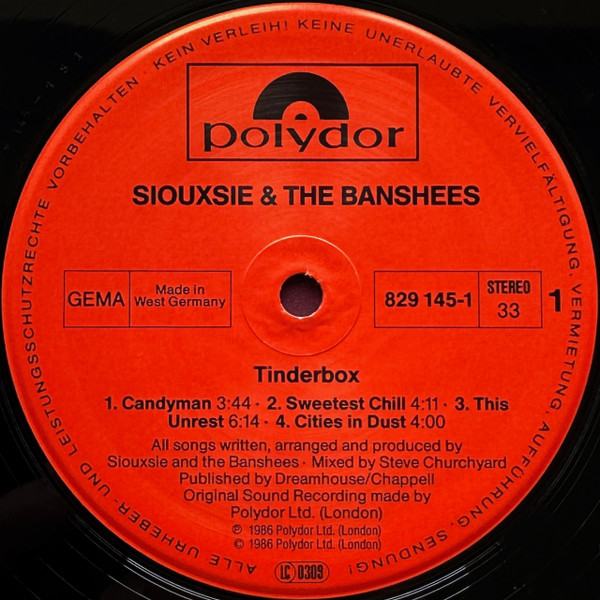 ALLE URHEBER- UND LEISTUNGSSCHUTZRECHTE VORBEHALTEN · KEIN VERLEIH! KEINE UNERLAUBTE VERVIELFÄLTIGUNG, VERMIETUNG, AUFFÜHRUNG, SENDUNG!
polydor
SIOUXSIE & THE BANSHEES
GEMA
Made in
West Germany
829 145-1
STEREO
33
1
Tinderbox
1. Candyman 3:44 · 2. Sweetest Chill 4:11 · 3. This
Unrest 6:14 · 4. Cities in Dust 4:00
All songs written, arranged and produced by
Siouxsie and the Banshees · Mixed by Steve Churchyard
Published by Dreamhouse/Chappell
Original Sound Recording made by
Polydor Ltd. (London)
℗ 1986 Polydor Ltd. (London)
© 1986 Polydor Ltd. (London)
LC 0309